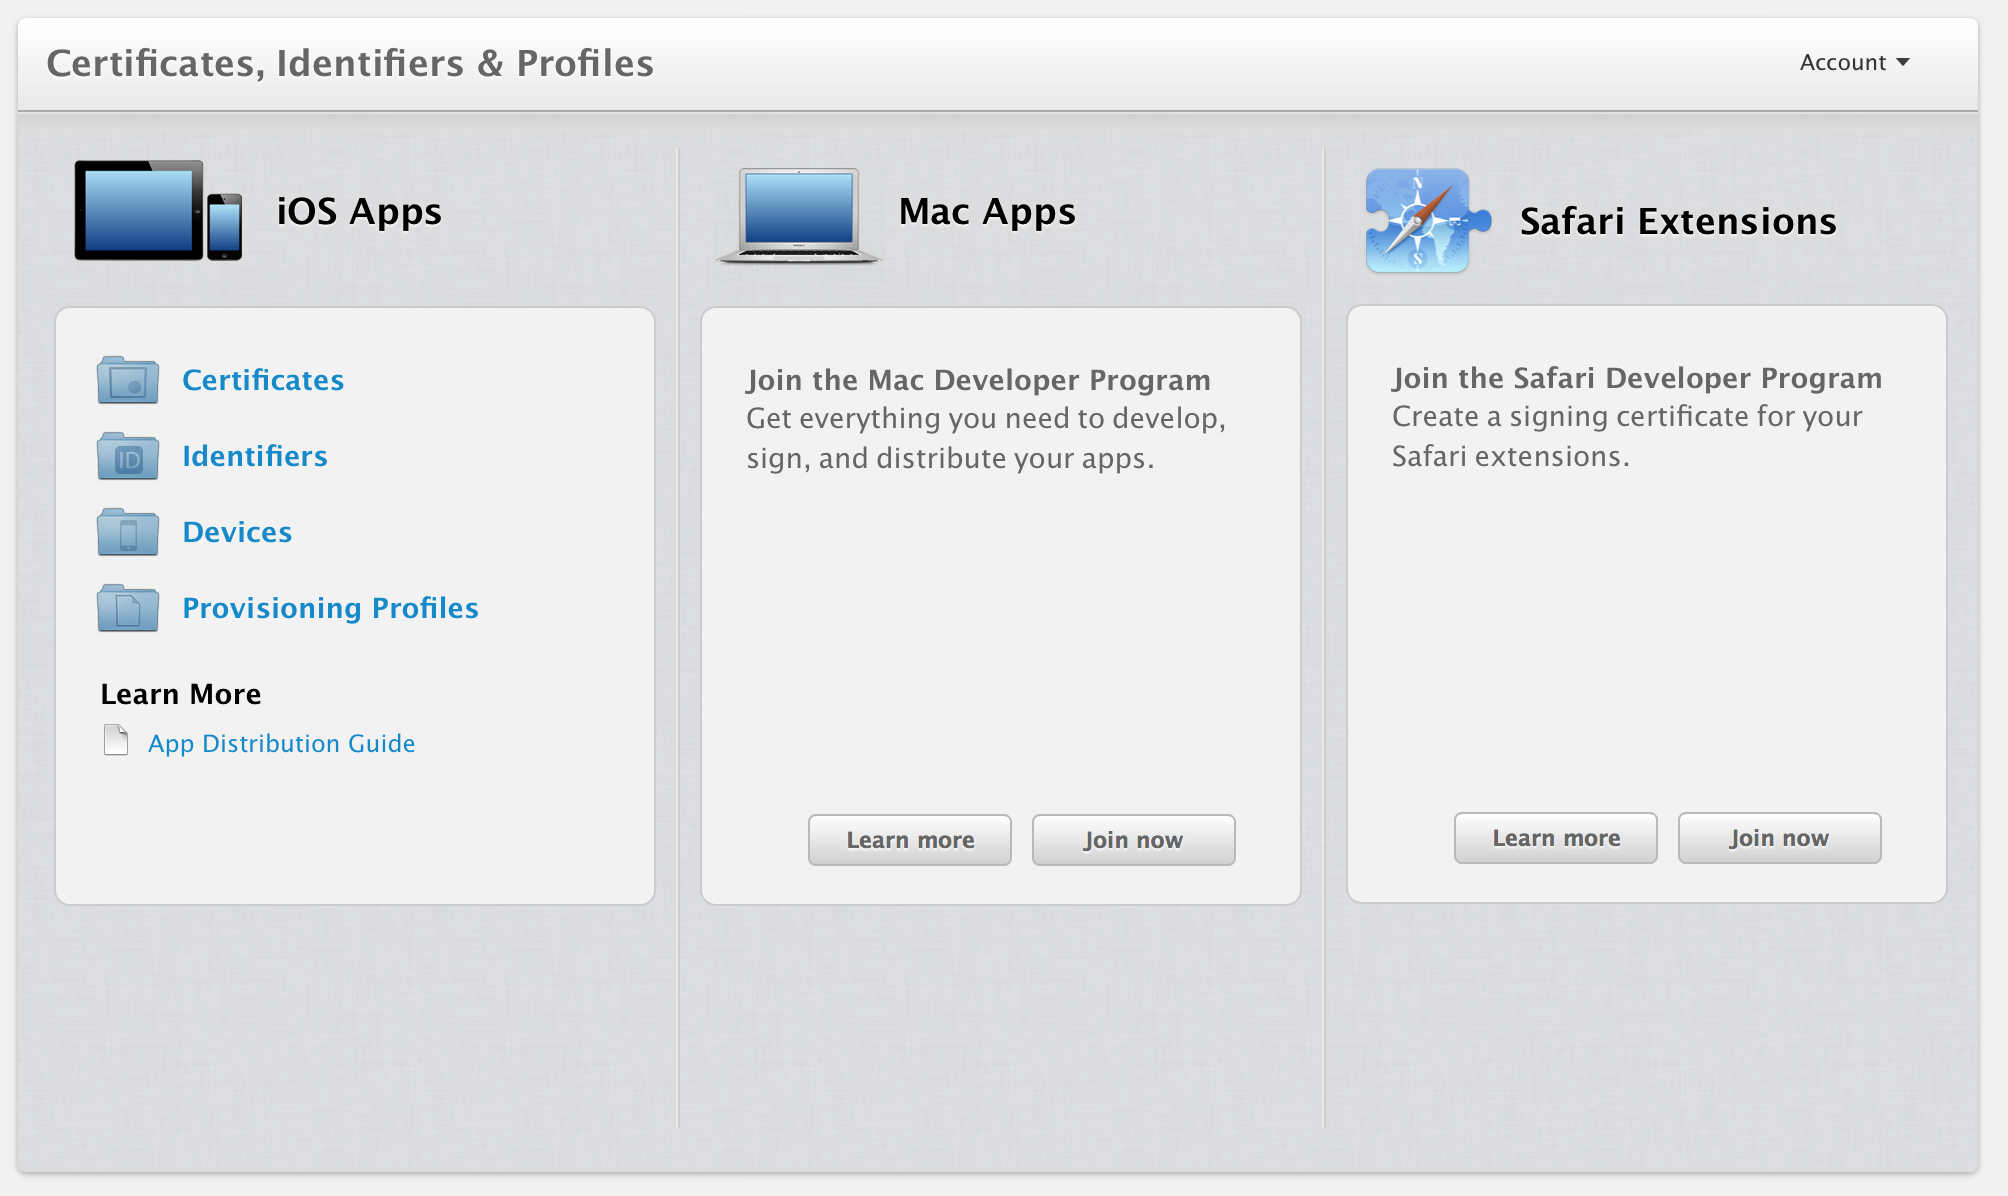 Certificates, Identifiers & Profiles
Account
iOS Apps
Certificates
ID
Identifiers
Devices
Provisioning Profiles
Learn More
App Distribution Guide
Mac Apps
Join the Mac Developer Program
Get everything you need to develop,
sign, and distribute your apps.
Learn more
Join now
N
S
Safari Extensions
Join the Safari Developer Program
Create a signing certificate for your
Safari extensions.
Learn more
Join now